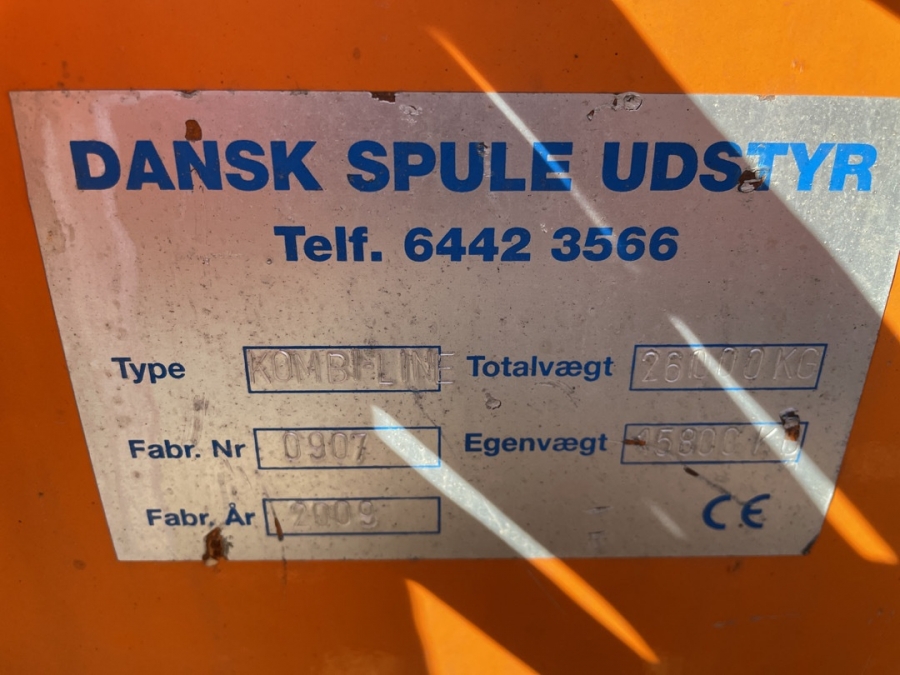 DANSK SPULE UDSTYR
Telf. 6442 3566
Type KOMBI-LINE Totalvægt 26000 KG
Fabr. Nr 0907 Egenvægt 15800 KG
Fabr. År 2009
CE